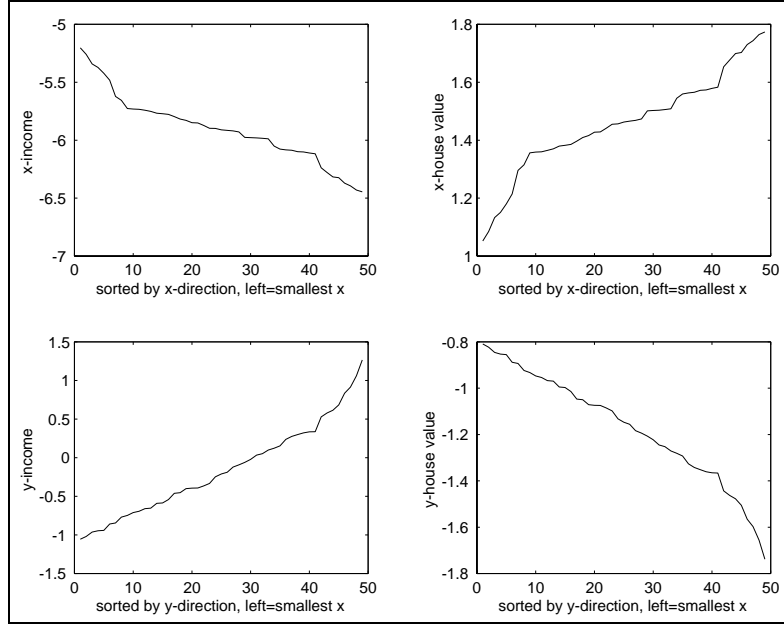 -5
-5.5
-6
-6.5
-7
x-income
0 10 20 30 40 50
sorted by x-direction, left=smallest x
1.8
1.6
1.4
1.2
1
x-house value
0 10 20 30 40 50
sorted by x-direction, left=smallest x
1.5
1
0.5
0
-0.5
-1
-1.5
y-income
0 10 20 30 40 50
sorted by y-direction, left=smallest x
-0.8
-1
-1.2
-1.4
-1.6
-1.8
y-house value
0 10 20 30 40 50
sorted by y-direction, left=smallest x